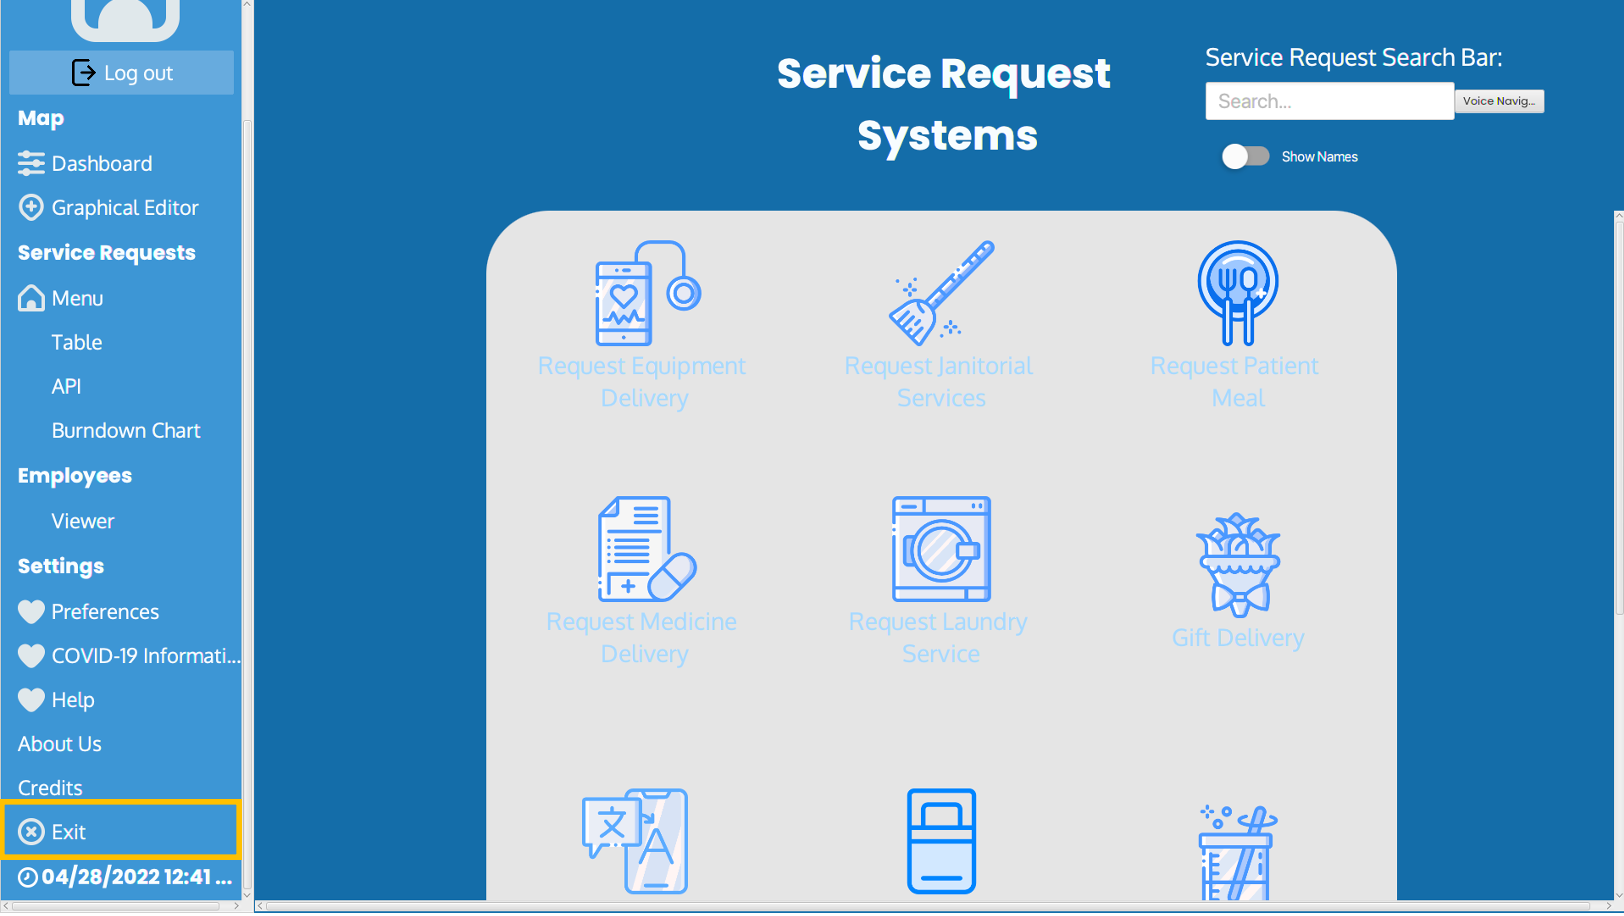 Log out
Map
Dashboard
Graphical Editor
Service Requests
Menu
Table
API
Burndown Chart
Employees
Viewer
Settings
Preferences
COVID-19 Informati...
Help
About Us
Credits
Exit
04/28/2022 12:41 ...
Service Request
Systems
Service Request Search Bar:
Search...
Voice Navig...
Show Names
Request Equipment
Delivery
Request Janitorial
Services
Request Patient
Meal
Request Medicine
Delivery
Request Laundry
Service
Gift Delivery
文
A